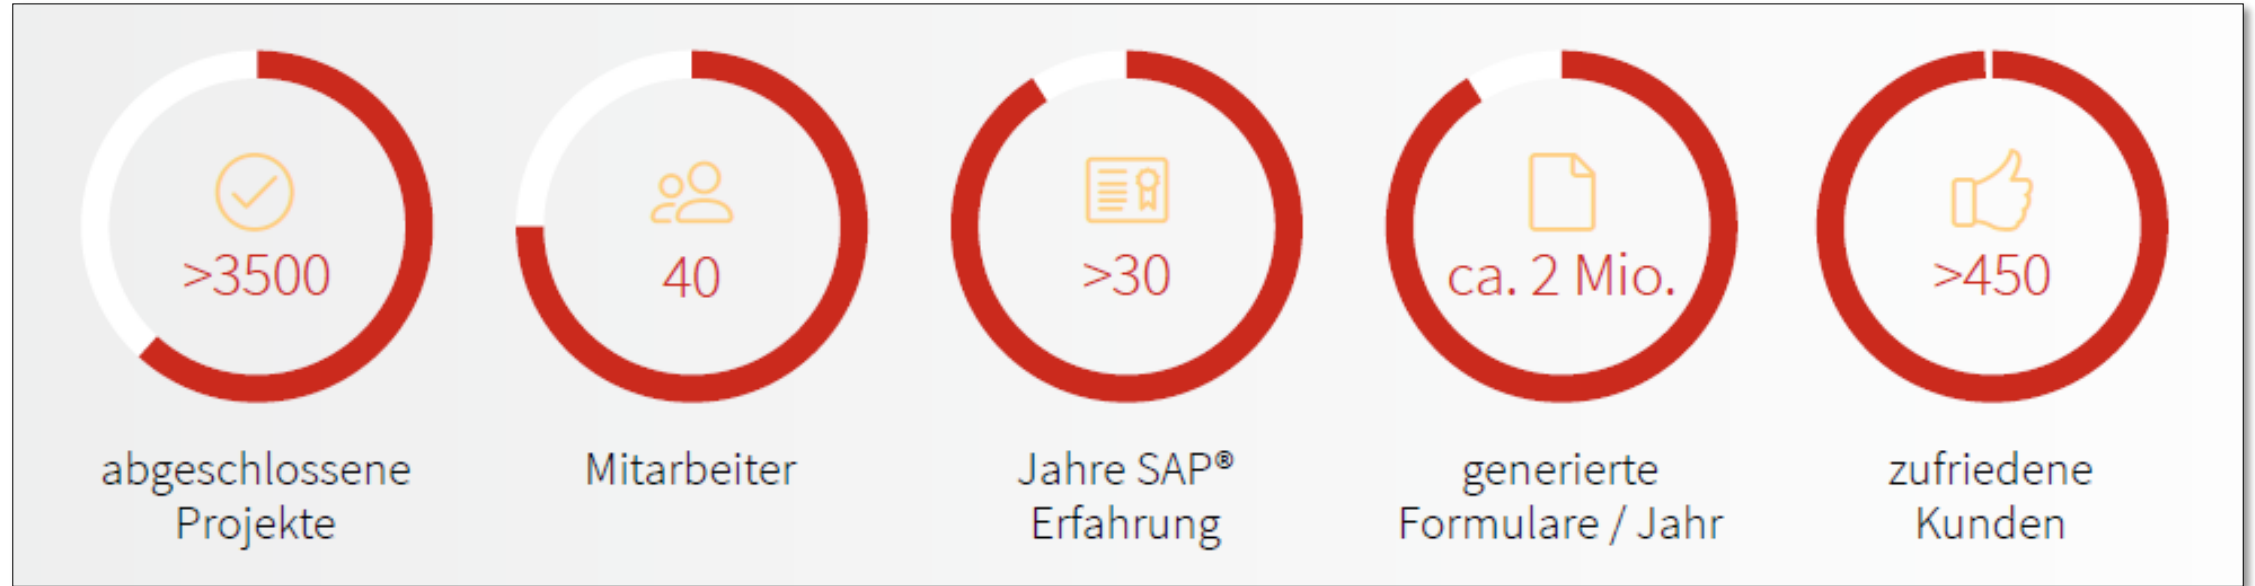 >3500
abgeschlossene
Projekte
40
Mitarbeiter
>30
Jahre SAP®
Erfahrung
ca. 2 Mio.
generierte
Formulare / Jahr
>450
zufriedene
Kunden